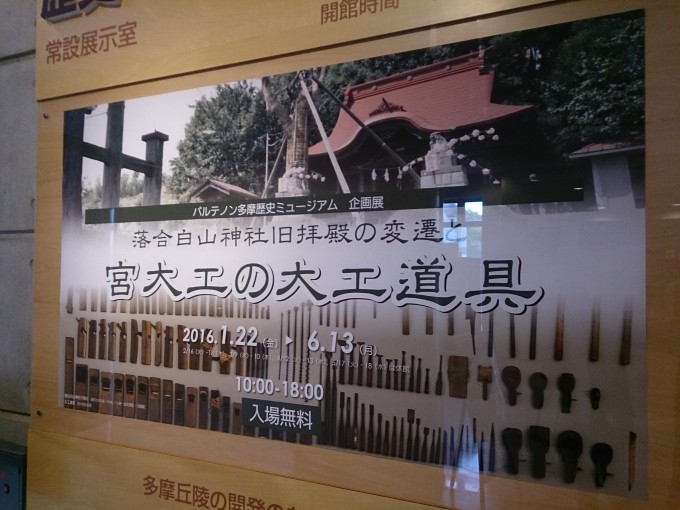 歴史
開館時間
常設展示室
パルテノン多摩歴史ミュージアム 企画展
落合白山神社旧拝殿の変遷と
宮大工の大工道具
2016.1.22(金) ▶ 6.13(月)
10:00-18:00
入場無料
多摩丘陵の開発の